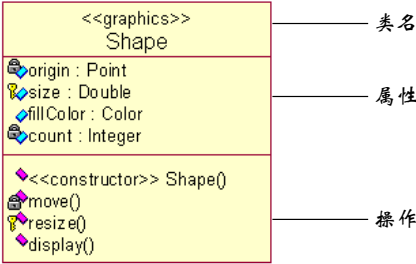 <<graphics>>
Shape
类名
origin : Point
size : Double
属性
fillColor : Color
count : Integer
<<constructor>> Shape()
move()
resize()
操作
display()